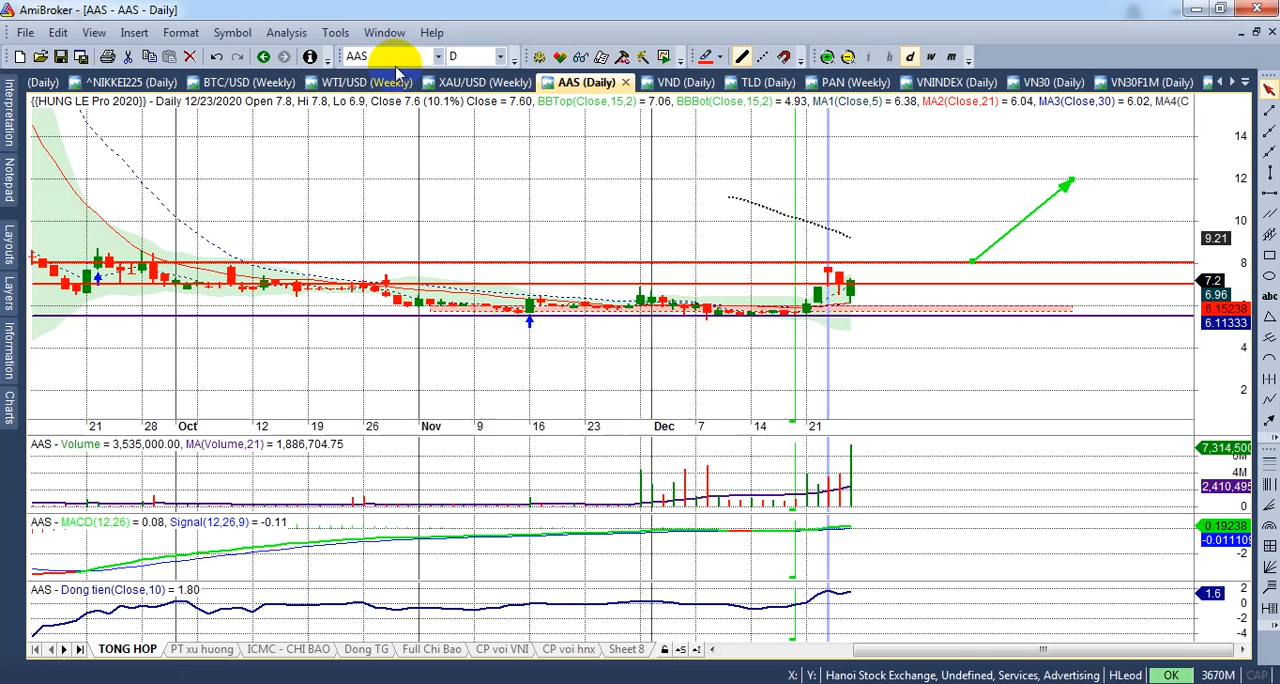 AmiBroker - [AAS - AAS - Daily]
File Edit View Insert Format Symbol Analysis Tools Window Help
AAS D i d w m
(Daily) ^NIKKEI225 (Daily) BTC/USD (Weekly) WTI/USD (Weekly) XAU/USD (Weekly) AAS (Daily) VND (Daily) TLD (Daily) PAN (Weekly) VNINDEX (Daily) VN30 (Daily) VN30F1M (Daily)
{{HUNG LE Pro 2020}} - Daily 12/23/2020 Open 7.8, Hi 7.8, Lo 6.9, Close 7.6 (10.1%) Close = 7.60, BBTop(Close,15,2) = 7.06, BBBot(Close,15,2) = 4.93, MA1(Close,5) = 6.38, MA2(Close,21) = 6.04, MA3(Close,30) = 6.02, MA4(C
Interpretation
Notepad
Layouts
Layers
Information
Charts
14
12
10
9.21
8
7.2
6.96
6.15238
6.11333
4
2
abc
21 28 Oct 12 19 26 Nov 9 16 23 Dec 7 14 21
AAS - Volume = 3,535,000.00, MA(Volume,21) = 1,886,704.75
7,314,500
4M
2,410,495
0
AAS - MACD(12,26) = 0.08, Signal(12,26,9) = -0.11
0.19238
-0.011109
-2
AAS - Dong tien(Close,10) = 1.80
2
1.6
0
-2
-4
TONG HOP PT xu huong ICMC - CHI BAO Dong TG Full Chi Bao CP voi VNI CP voi hnx Sheet 8
X: Y: Hanoi Stock Exchange, Undefined, Services, Advertising HLeod OK 3670M CAP